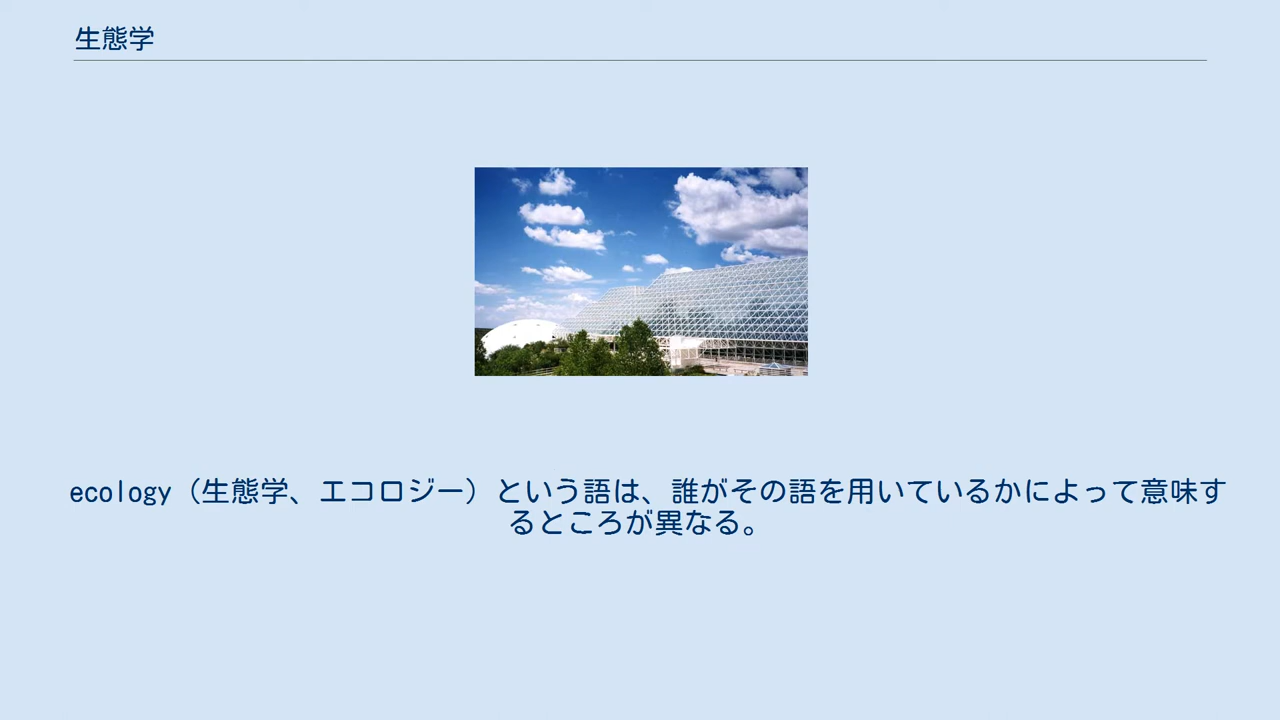 生態学
ecology（生態学、エコロジー）という語は、誰がその語を用いているかによって意味す
るところが異なる。